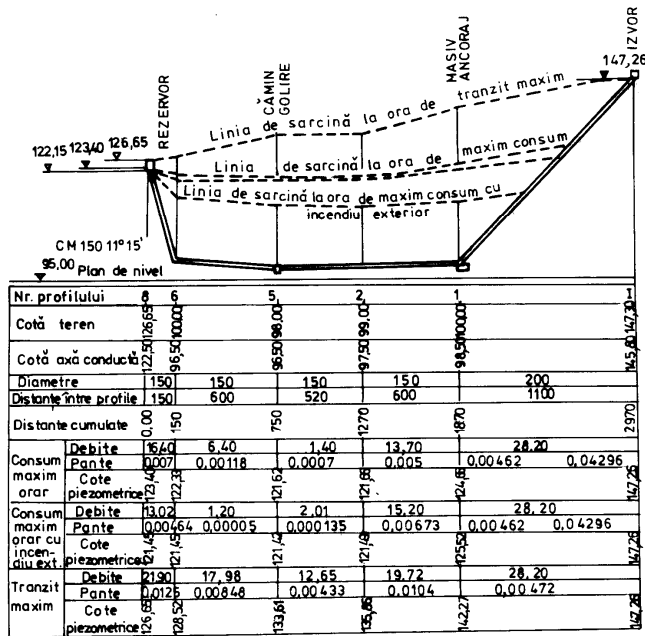 IZVOR
147,26
MASIV
ANCORAJ
CĂMIN
GOLIRE
REZERVOR
Linia de sarcină la ora de tranzit maxim
122,15 123,40 126,65
Linia de sarcină la ora de maxim consum
Linia de sarcină la ora de maxim consum cu
incendiu exterior
CM 150 11°15'
95,00 Plan de nivel
Nr. profilului 8 6 5 2 1 I
Cotă teren 126,65 100,00 98,00 99,00 100,00 147,30
Cotă axă conductă 122,50 96,50 96,50 97,50 98,50 145,80
Diametre 150 150 150 150 200
Distanțe între profile 150 600 520 600 1100
Distante cumulate 0,00 150 750 1270 1870 2970
Consum maxim orar
Debite 16,40 6,40 1,40 13,70 28,20
Pante 0,007 0,00118 0,0007 0,005 0,00462 0,04296
Cote piezometrice 123,40 122,33 121,62 121,66 124,66 147,26
Consum maxim orar cu incen-diu ext.
Debite 13,02 1,20 2,01 15,20 28,20
Pante 0,00464 0,00005 0,000135 0,00673 0,00462 0,04296
Cote piezometrice 121,45 121,42 121,49 125,52 147,26
Tranzit maxim
Debite 21,90 17,98 12,65 19,72 28,20
Pante 0,0125 0,00848 0,00433 0,0104 0,00472
Cote piezometrice 126,65 128,52 133,61 135,86 142,27 147,26